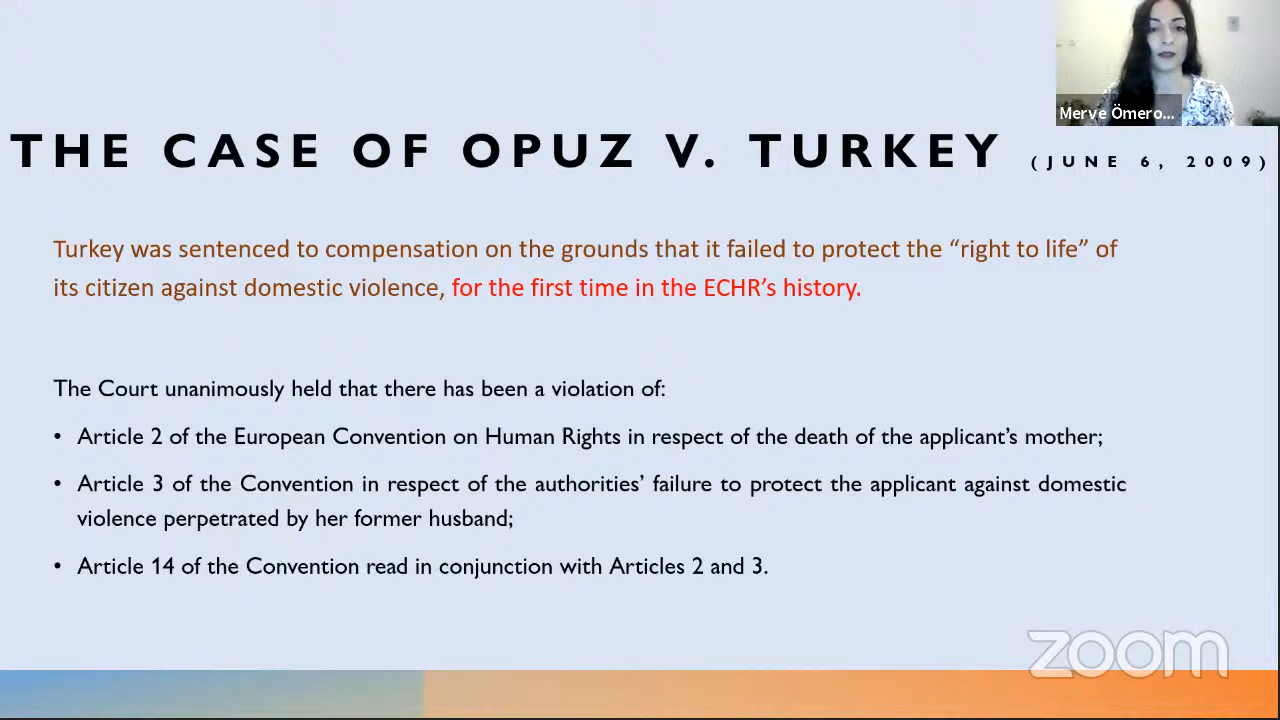 Merve Ömero...
THE CASE OF OPUZ V. TURKEY (JUNE 6, 2009)
Turkey was sentenced to compensation on the grounds that it failed to protect the “right to life” of
its citizen against domestic violence, for the first time in the ECHR’s history.
The Court unanimously held that there has been a violation of:
• Article 2 of the European Convention on Human Rights in respect of the death of the applicant’s mother;
• Article 3 of the Convention in respect of the authorities’ failure to protect the applicant against domestic
violence perpetrated by her former husband;
• Article 14 of the Convention read in conjunction with Articles 2 and 3.
zoom